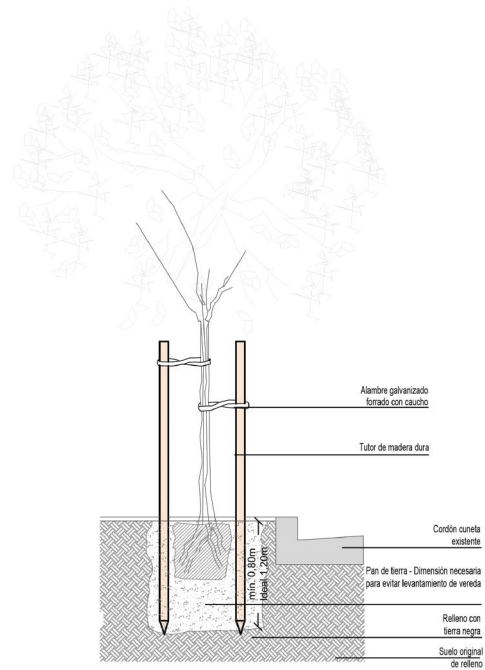 Alambre galvanizado
forrado con caucho
Tutor de madera dura
Cordón cuneta
existente
Pan de tierra - Dimensión necesaria
para evitar levantamiento de vereda
mín. 0,80m
Ideal 1,20m
Relleno con
tierra negra
Suelo original
de relleno